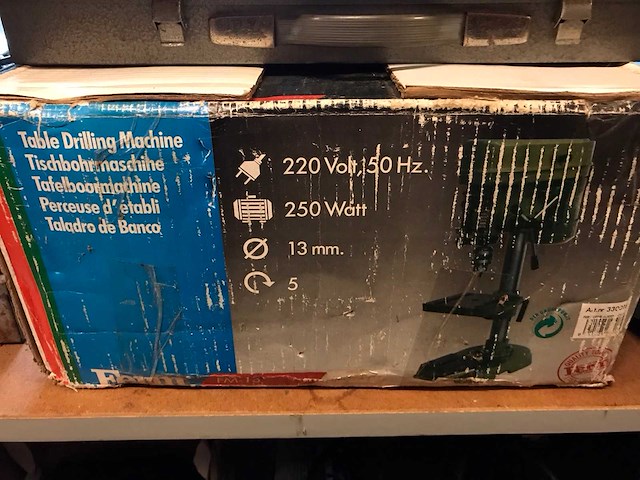 Table Drilling Machine
Tischbohrmaschine
Tafelboormachine
Perceuse d'établi
Taladro de Banco
220 Volt, 50 Hz.
250 Watt
13 mm.
5